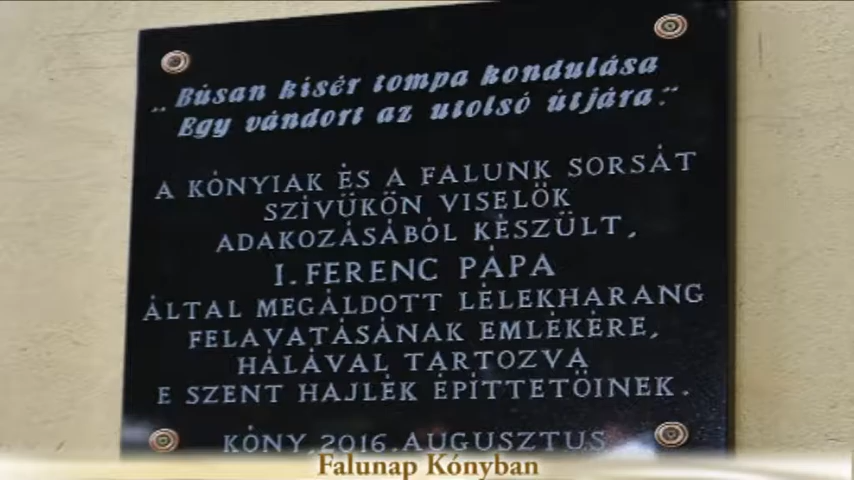 „Búsan kísér tompa kondulása
Egy vándort az utolsó útjára.”
A KÓNYIAK ÉS A FALUNK SORSÁT
SZÍVÜKÖN VISELŐK
ADAKOZÁSÁBÓL KÉSZÜLT,
I. FERENC PÁPA
ÁLTAL MEGÁLDOTT LÉLEKHARANG
FELAVATÁSÁNAK EMLÉKÉRE,
HÁLÁVAL TARTOZVA
E SZENT HAJLÉK ÉPÍTTETŐINEK.
KÓNY, 2016. AUGUSZTUS
Falunap Kónyban